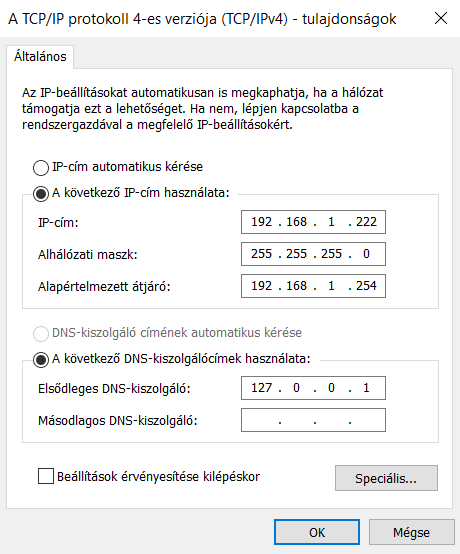 A TCP/IP protokoll 4-es verziója (TCP/IPv4) - tulajdonságok
Általános
Az IP-beállításokat automatikusan is megkaphatja, ha a hálózat
támogatja ezt a lehetőséget. Ha nem, lépjen kapcsolatba a
rendszergazdával a megfelelő IP-beállításokért.
IP-cím automatikus kérése
A következő IP-cím használata:
IP-cím: 192 . 168 . 1 . 222
Alhálózati maszk: 255 . 255 . 255 . 0
Alapértelmezett átjáró: 192 . 168 . 1 . 254
DNS-kiszolgáló címének automatikus kérése
A következő DNS-kiszolgálócímek használata:
Elsődleges DNS-kiszolgáló: 127 . 0 . 0 . 1
Másodlagos DNS-kiszolgáló: . . .
Beállítások érvényesítése kilépéskor
Speciális...
OK Mégse